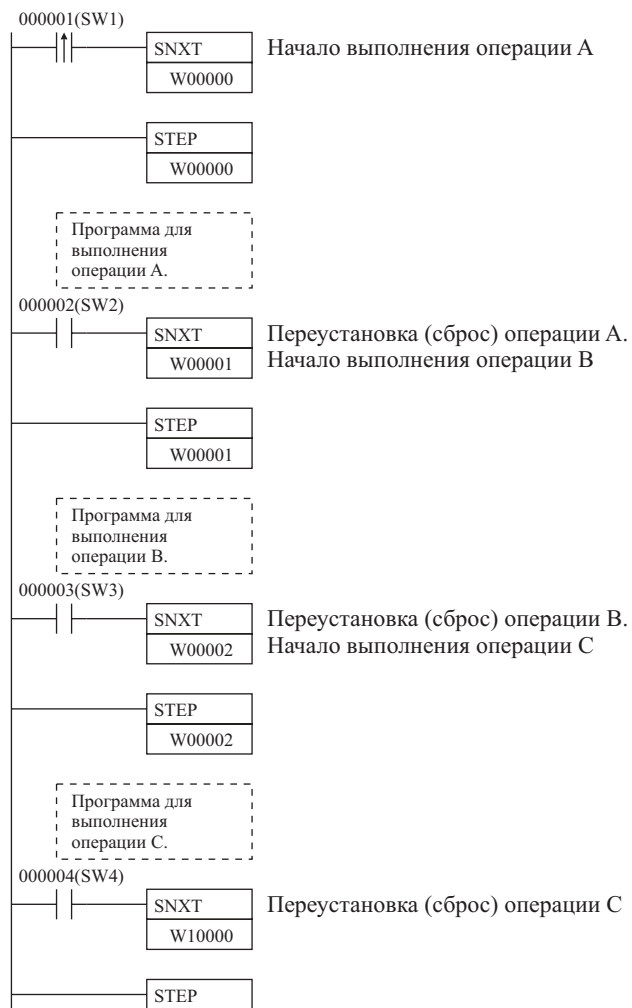 000001(SW1)
SNXT
Начало выполнения операции A
W00000
STEP
W00000
Программа для
выполнения
операции A.
000002(SW2)
SNXT
Переустановка (сброс) операции A.
W00001
Начало выполнения операции B
STEP
W00001
Программа для
выполнения
операции B.
000003(SW3)
SNXT
Переустановка (сброс) операции B.
W00002
Начало выполнения операции C
STEP
W00002
Программа для
выполнения
операции C.
000004(SW4)
SNXT
Переустановка (сброс) операции C
W10000
STEP